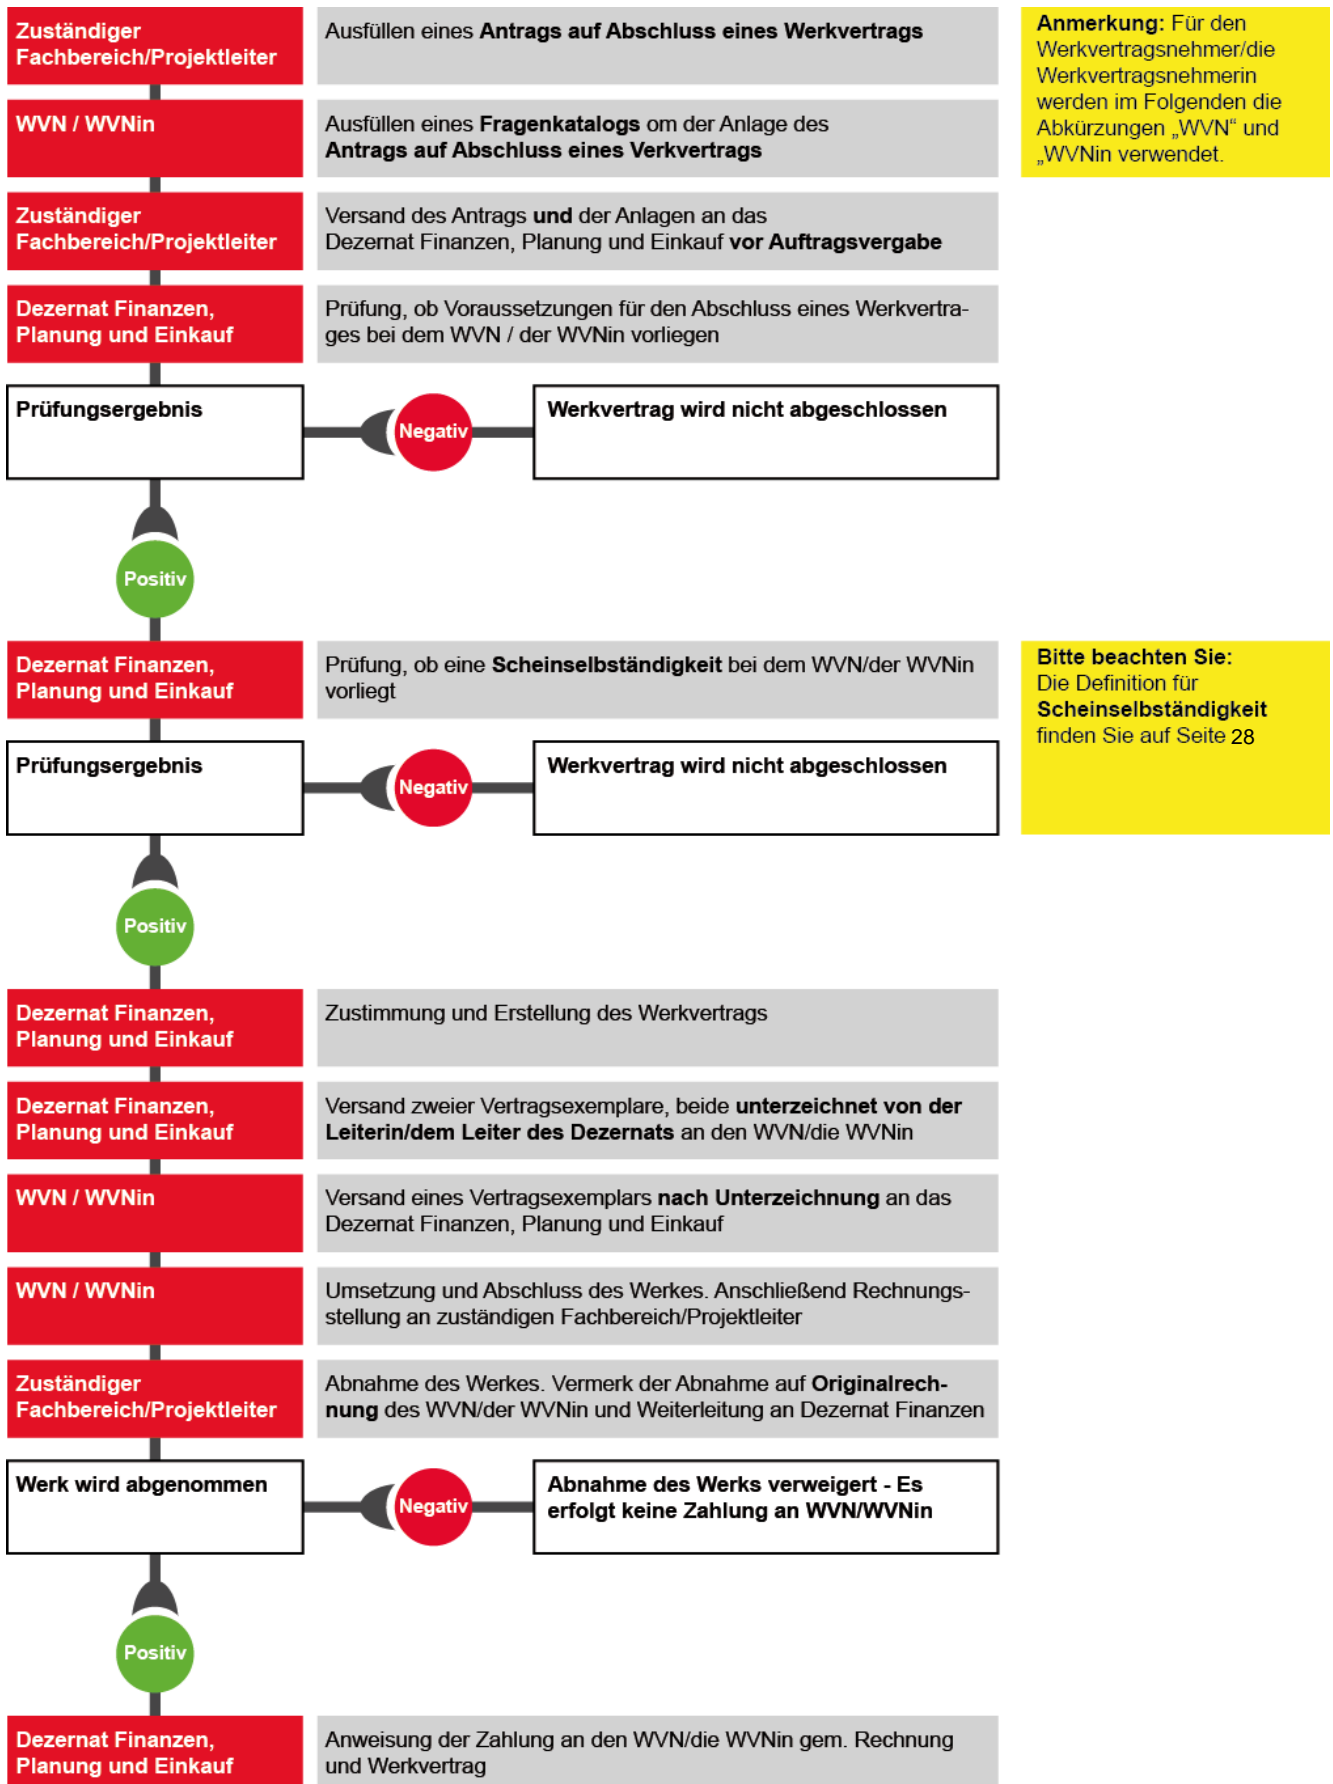 Zuständiger
Fachbereich/Projektleiter
Ausfüllen eines Antrags auf Abschluss eines Werkvertrags
Anmerkung: Für den
Werkvertragsnehmer/die
Werkvertragsnehmerin
werden im Folgenden die
Abkürzungen „WVN“ und
„WVNin verwendet.
WVN / WVNin
Ausfüllen eines Fragenkatalogs om der Anlage des
Antrags auf Abschluss eines Verkvertrags
Zuständiger
Fachbereich/Projektleiter
Versand des Antrags und der Anlagen an das
Dezernat Finanzen, Planung und Einkauf vor Auftragsvergabe
Dezernat Finanzen,
Planung und Einkauf
Prüfung, ob Voraussetzungen für den Abschluss eines Werkvertra-
ges bei dem WVN / der WVNin vorliegen
Prüfungsergebnis
Negativ
Werkvertrag wird nicht abgeschlossen
Positiv
Dezernat Finanzen,
Planung und Einkauf
Prüfung, ob eine Scheinselbständigkeit bei dem WVN/der WVNin
vorliegt
Bitte beachten Sie:
Die Definition für
Scheinselbständigkeit
finden Sie auf Seite 28
Prüfungsergebnis
Negativ
Werkvertrag wird nicht abgeschlossen
Positiv
Dezernat Finanzen,
Planung und Einkauf
Zustimmung und Erstellung des Werkvertrags
Dezernat Finanzen,
Planung und Einkauf
Versand zweier Vertragsexemplare, beide unterzeichnet von der
Leiterin/dem Leiter des Dezernats an den WVN/die WVNin
WVN / WVNin
Versand eines Vertragsexemplars nach Unterzeichnung an das
Dezernat Finanzen, Planung und Einkauf
WVN / WVNin
Umsetzung und Abschluss des Werkes. Anschließend Rechnungs-
stellung an zuständigen Fachbereich/Projektleiter
Zuständiger
Fachbereich/Projektleiter
Abnahme des Werkes. Vermerk der Abnahme auf Originalrech-
nung des WVN/der WVNin und Weiterleitung an Dezernat Finanzen
Werk wird abgenommen
Negativ
Abnahme des Werks verweigert - Es
erfolgt keine Zahlung an WVN/WVNin
Positiv
Dezernat Finanzen,
Planung und Einkauf
Anweisung der Zahlung an den WVN/die WVNin gem. Rechnung
und Werkvertrag